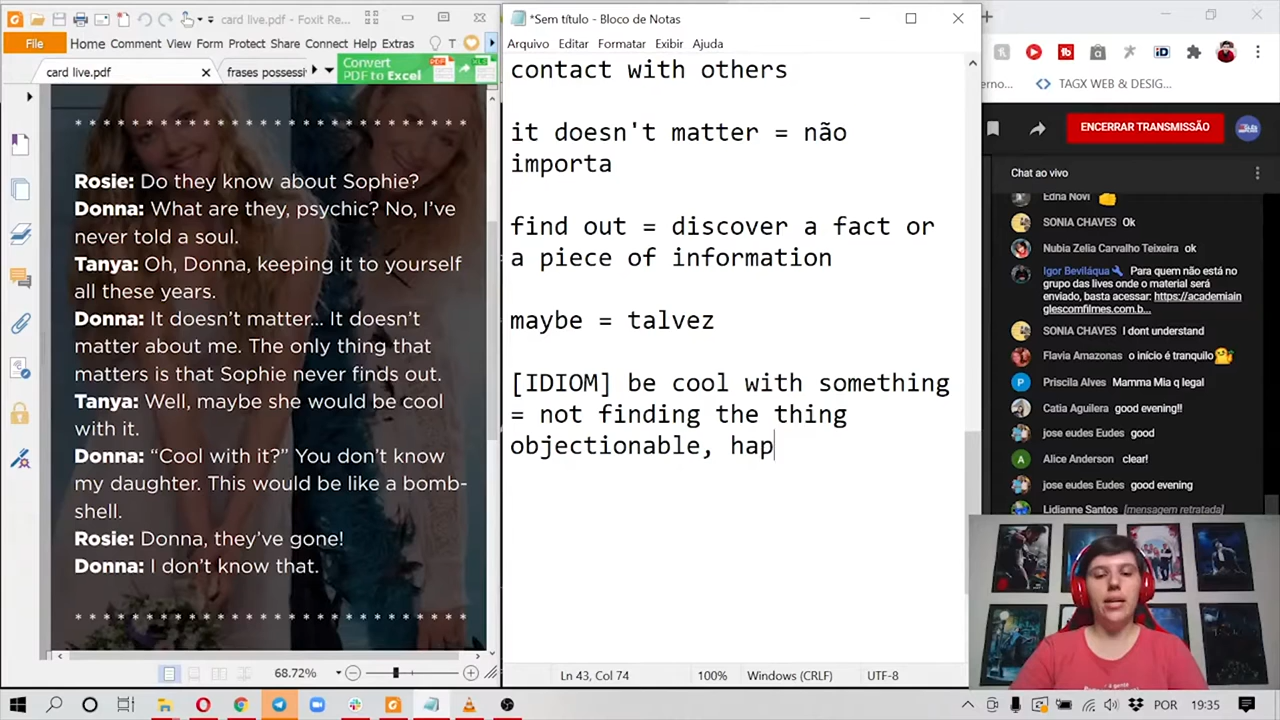 card live.pdf - Foxit Re...
File Home Comment View Form Protect Share Connect Help Extras
card live.pdf
frases possessi
Convert
PDF to Excel
* * * * * * * * * * * * * * * * * * * * * * * * * *
Rosie: Do they know about Sophie?
Donna: What are they, psychic? No, I've
never told a soul.
Tanya: Oh, Donna, keeping it to yourself
all these years.
Donna: It doesn't matter... It doesn't
matter about me. The only thing that
matters is that Sophie never finds out.
Tanya: Well, maybe she would be cool
with it.
Donna: “Cool with it?” You don't know
my daughter. This would be like a bomb-
shell.
Rosie: Donna, they've gone!
Donna: I don't know that.
* * * * * * * * * * * * * * * * * * * * * * * * * *
68.72%
*Sem título - Bloco de Notas
Arquivo Editar Formatar Exibir Ajuda
contact with others
it doesn't matter = não
importa
find out = discover a fact or
a piece of information
maybe = talvez
[IDIOM] be cool with something
= not finding the thing
objectionable, hap
Ln 43, Col 74 100% Windows (CRLF) UTF-8
iD
erno...
TAGX WEB & DESIG...
ENCERRAR TRANSMISSÃO
Chat ao vivo
Edna Novi
SONIA CHAVES Ok
Nubia Zelia Carvalho Teixeira ok
Igor Beviláqua Para quem não está no
grupo das lives onde o material será
enviado, basta acessar: https://academiain
glescomfilmes.com.b...
SONIA CHAVES I dont understand
Flavia Amazonas o início é tranquilo
Priscila Alves Mamma Mia q legal
Catia Aguilera good evening!!
jose eudes Eudes good
Alice Anderson clear!
jose eudes Eudes good evening
Lidianne Santos [mensagem retratada]
POR 19:35